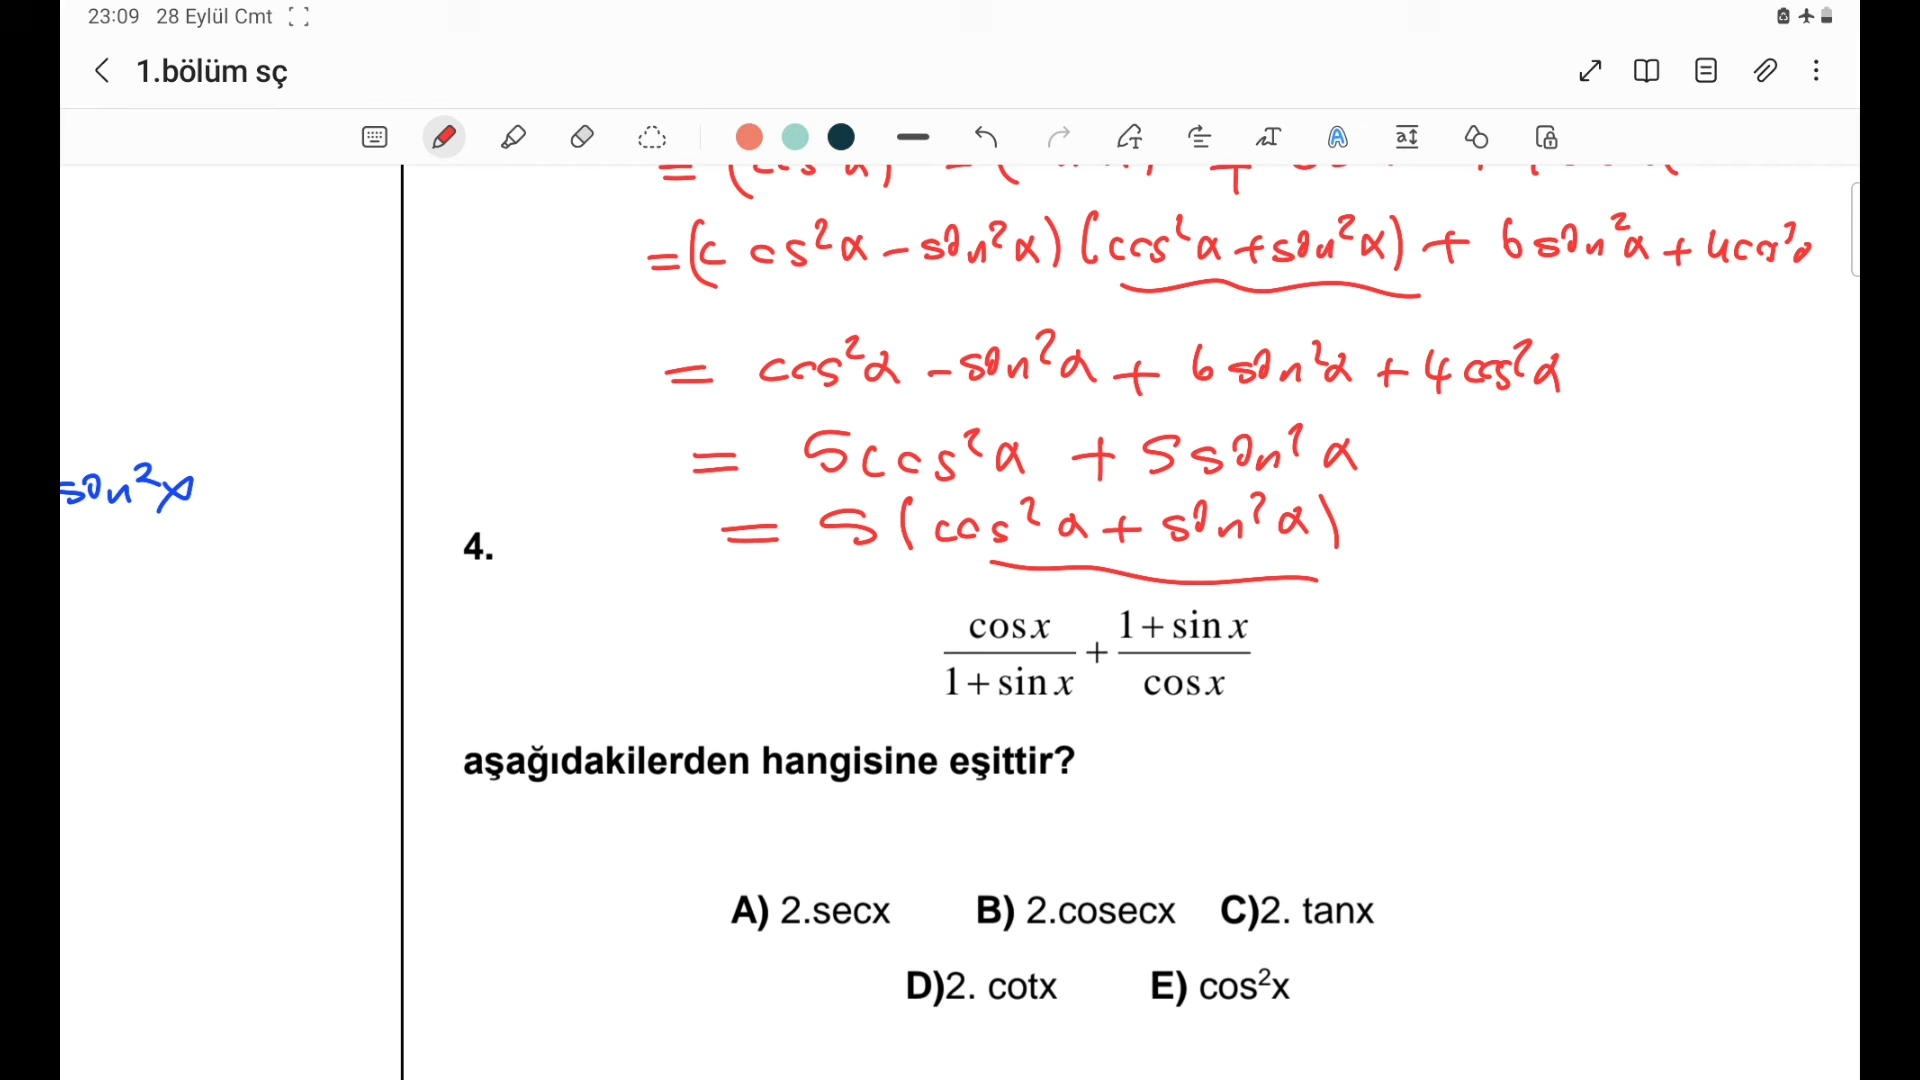 23:09 28 Eylül Cmt
1.bölüm sç
=(cos²α-sin²α)(cos²α+sin²α)+6sin²α+4cos²α
= cos²α-sin²α+6sin²α+4cos²α
= 5cos²α+5sin²α
= 5(cos²α+sin²α)
sin²x
4.
cosx/(1+sinx) + (1+sinx)/cosx
aşağıdakilerden hangisine eşittir?
A) 2.secx B) 2.cosecx C)2. tanx
D)2. cotx E) cos²x